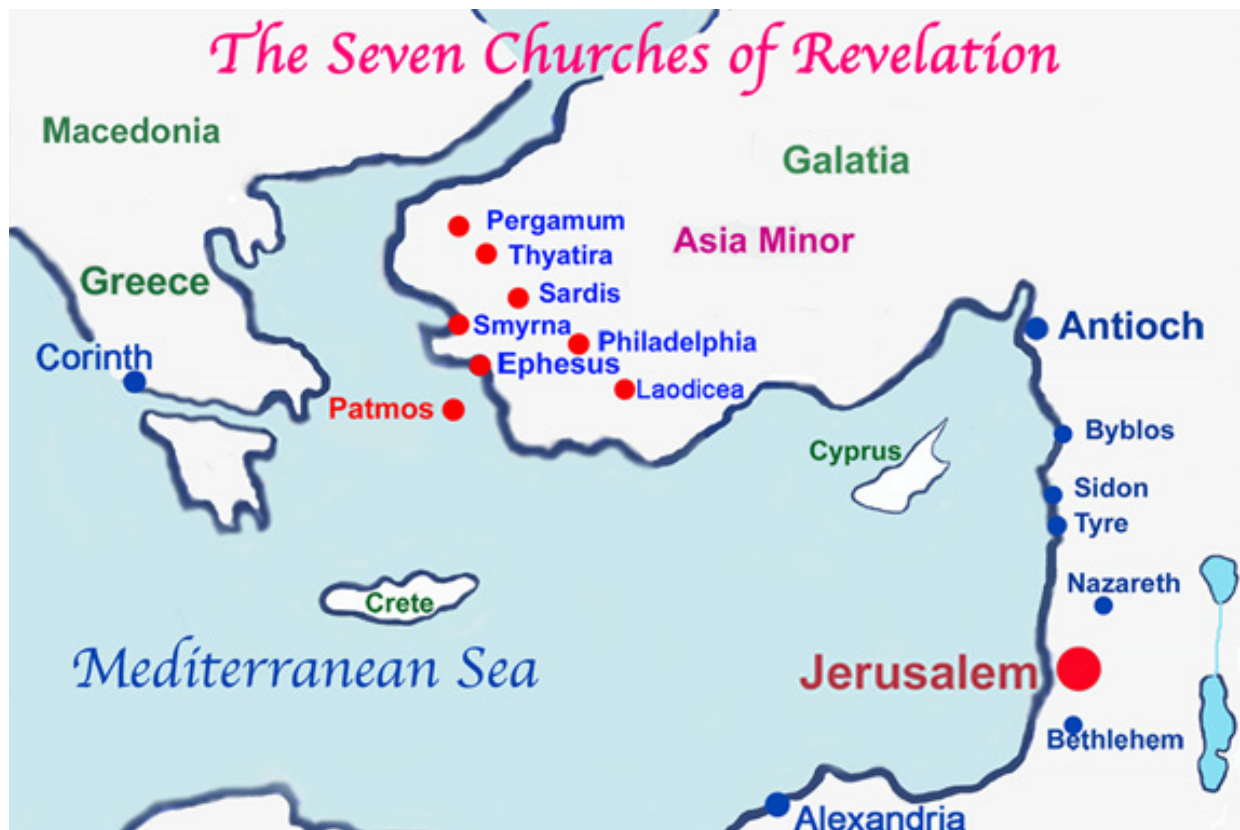 The Seven Churches of Revelation
Macedonia
Galatia
Pergamum
Asia Minor
Thyatira
Greece
Sardis
Smyrna
Antioch
Philadelphia
Corinth
Ephesus
Laodicea
Patmos
Byblos
Cyprus
Sidon
Tyre
Nazareth
Crete
Mediterranean Sea
Jerusalem
Bethlehem
Alexandria